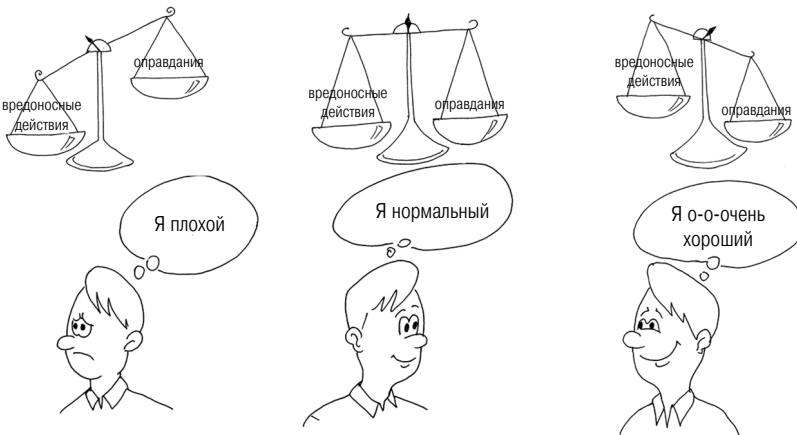 оправдания
вредоносные
действия
Я плохой
вредоносные
действия
оправдания
Я нормальный
вредоносные
действия
оправдания
Я о-о-очень
хороший